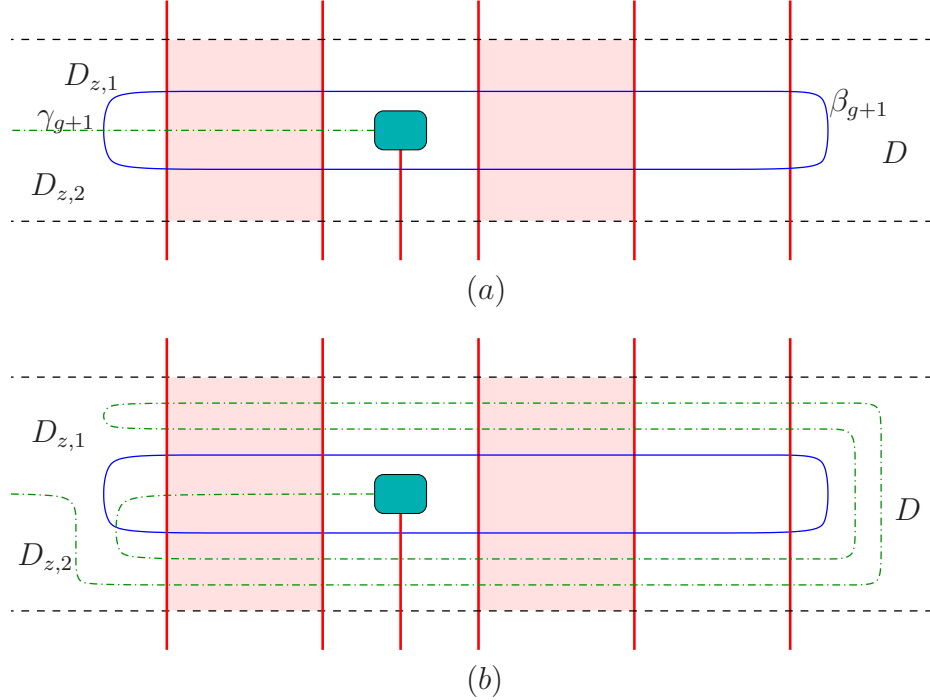 D_{z,1}
γ_{g+1}
β_{g+1}
D
D_{z,2}
(a)
D_{z,1}
D
D_{z,2}
(b)